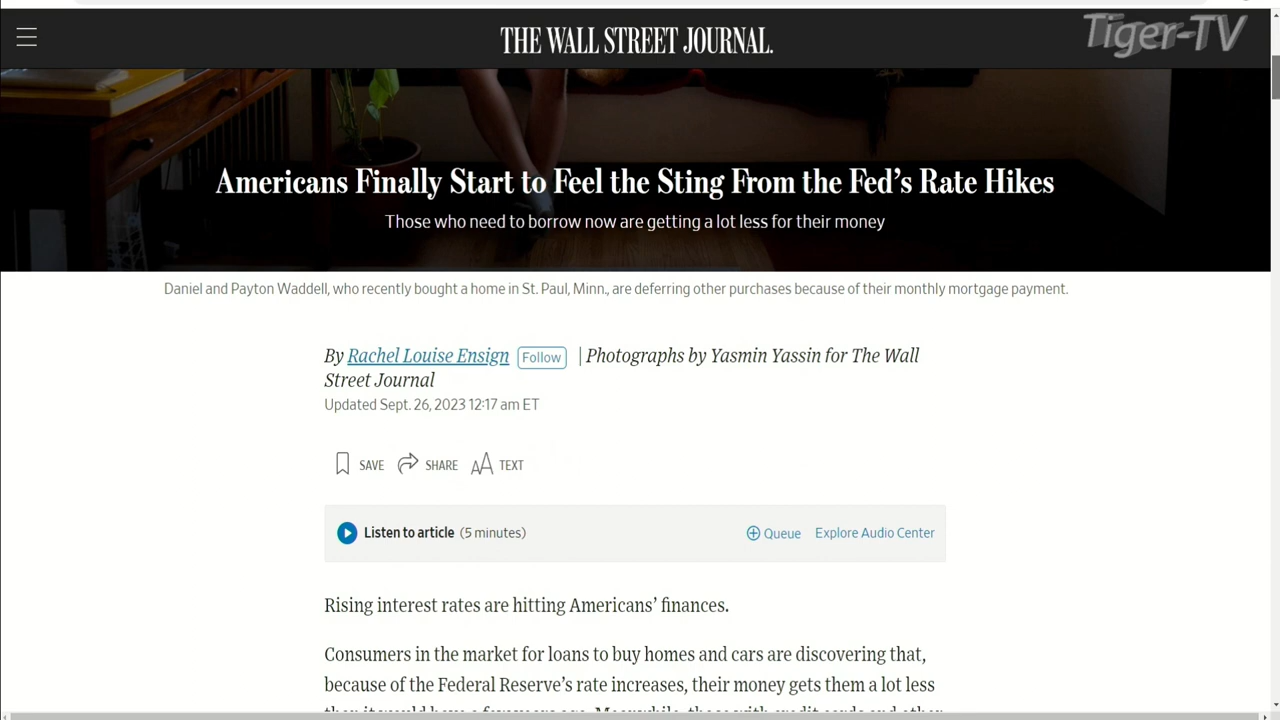 THE WALL STREET JOURNAL.
Tiger-TV
Americans Finally Start to Feel the Sting From the Fed's Rate Hikes
Those who need to borrow now are getting a lot less for their money
Daniel and Payton Waddell, who recently bought a home in St. Paul, Minn., are deferring other purchases because of their monthly mortgage payment.
By Rachel Louise Ensign Follow | Photographs by Yasmin Yassin for The Wall
Street Journal
Updated Sept. 26, 2023 12:17 am ET
SAVE SHARE AA TEXT
Listen to article (5 minutes) Queue Explore Audio Center
Rising interest rates are hitting Americans' finances.
Consumers in the market for loans to buy homes and cars are discovering that,
because of the Federal Reserve's rate increases, their money gets them a lot less